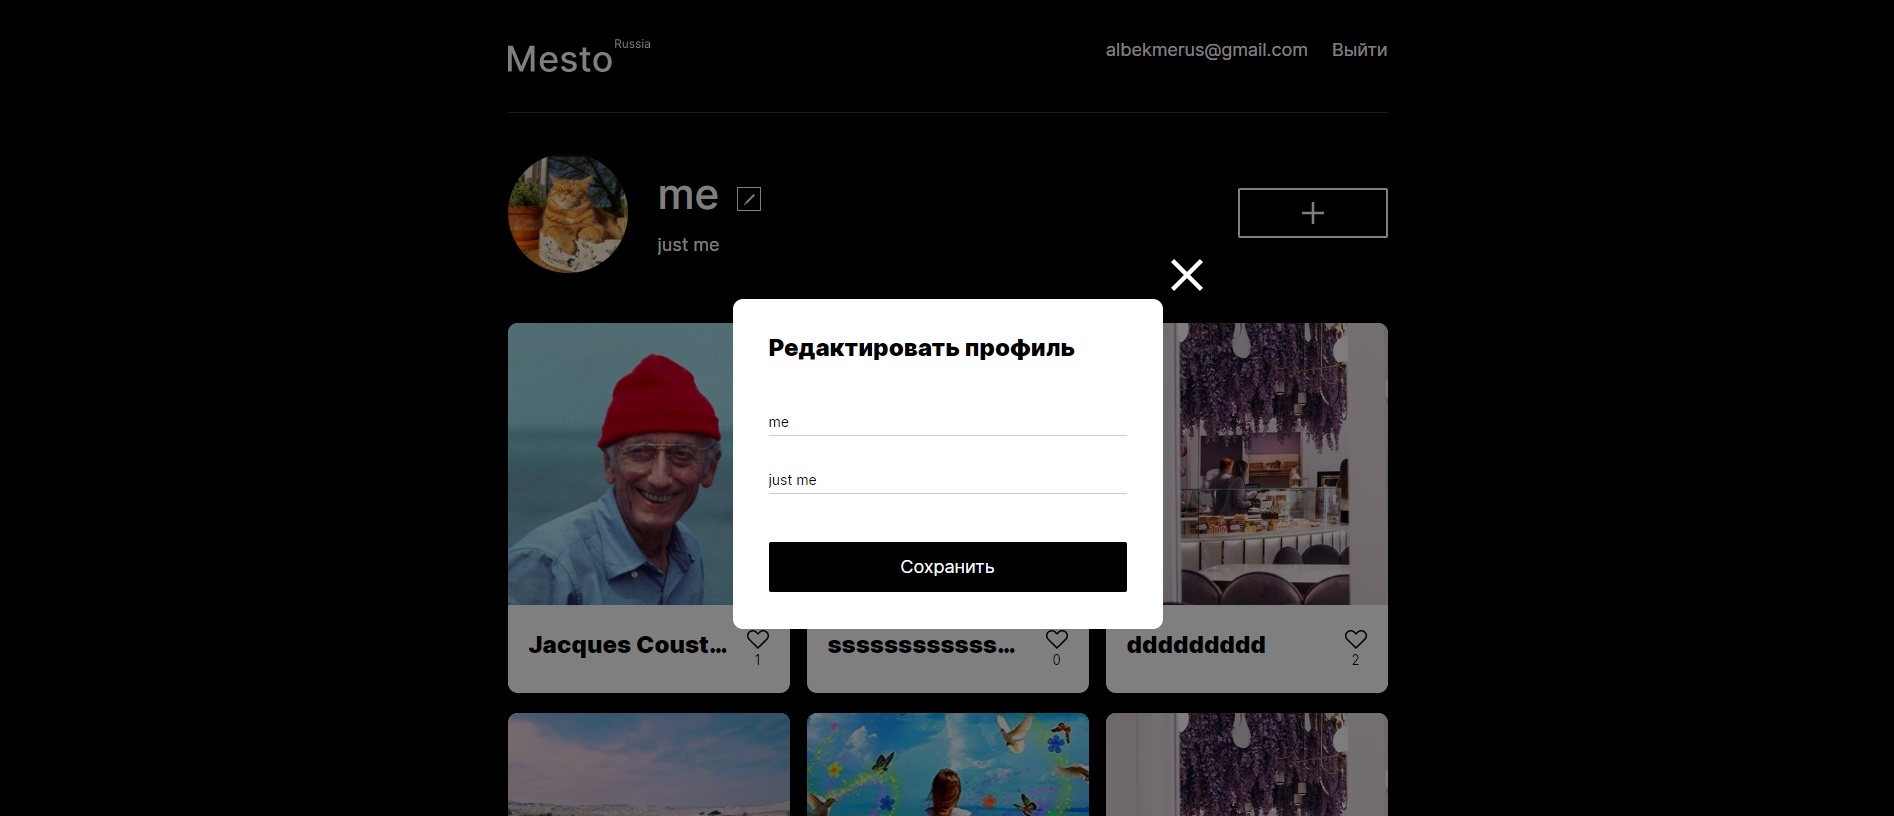 Mesto Russia
albekmerus@gmail.com Выйти
me
just me
Редактировать профиль
me
just me
Сохранить
Jacques Coust...
1
ssssssssssss...
0
ddddddddd
2